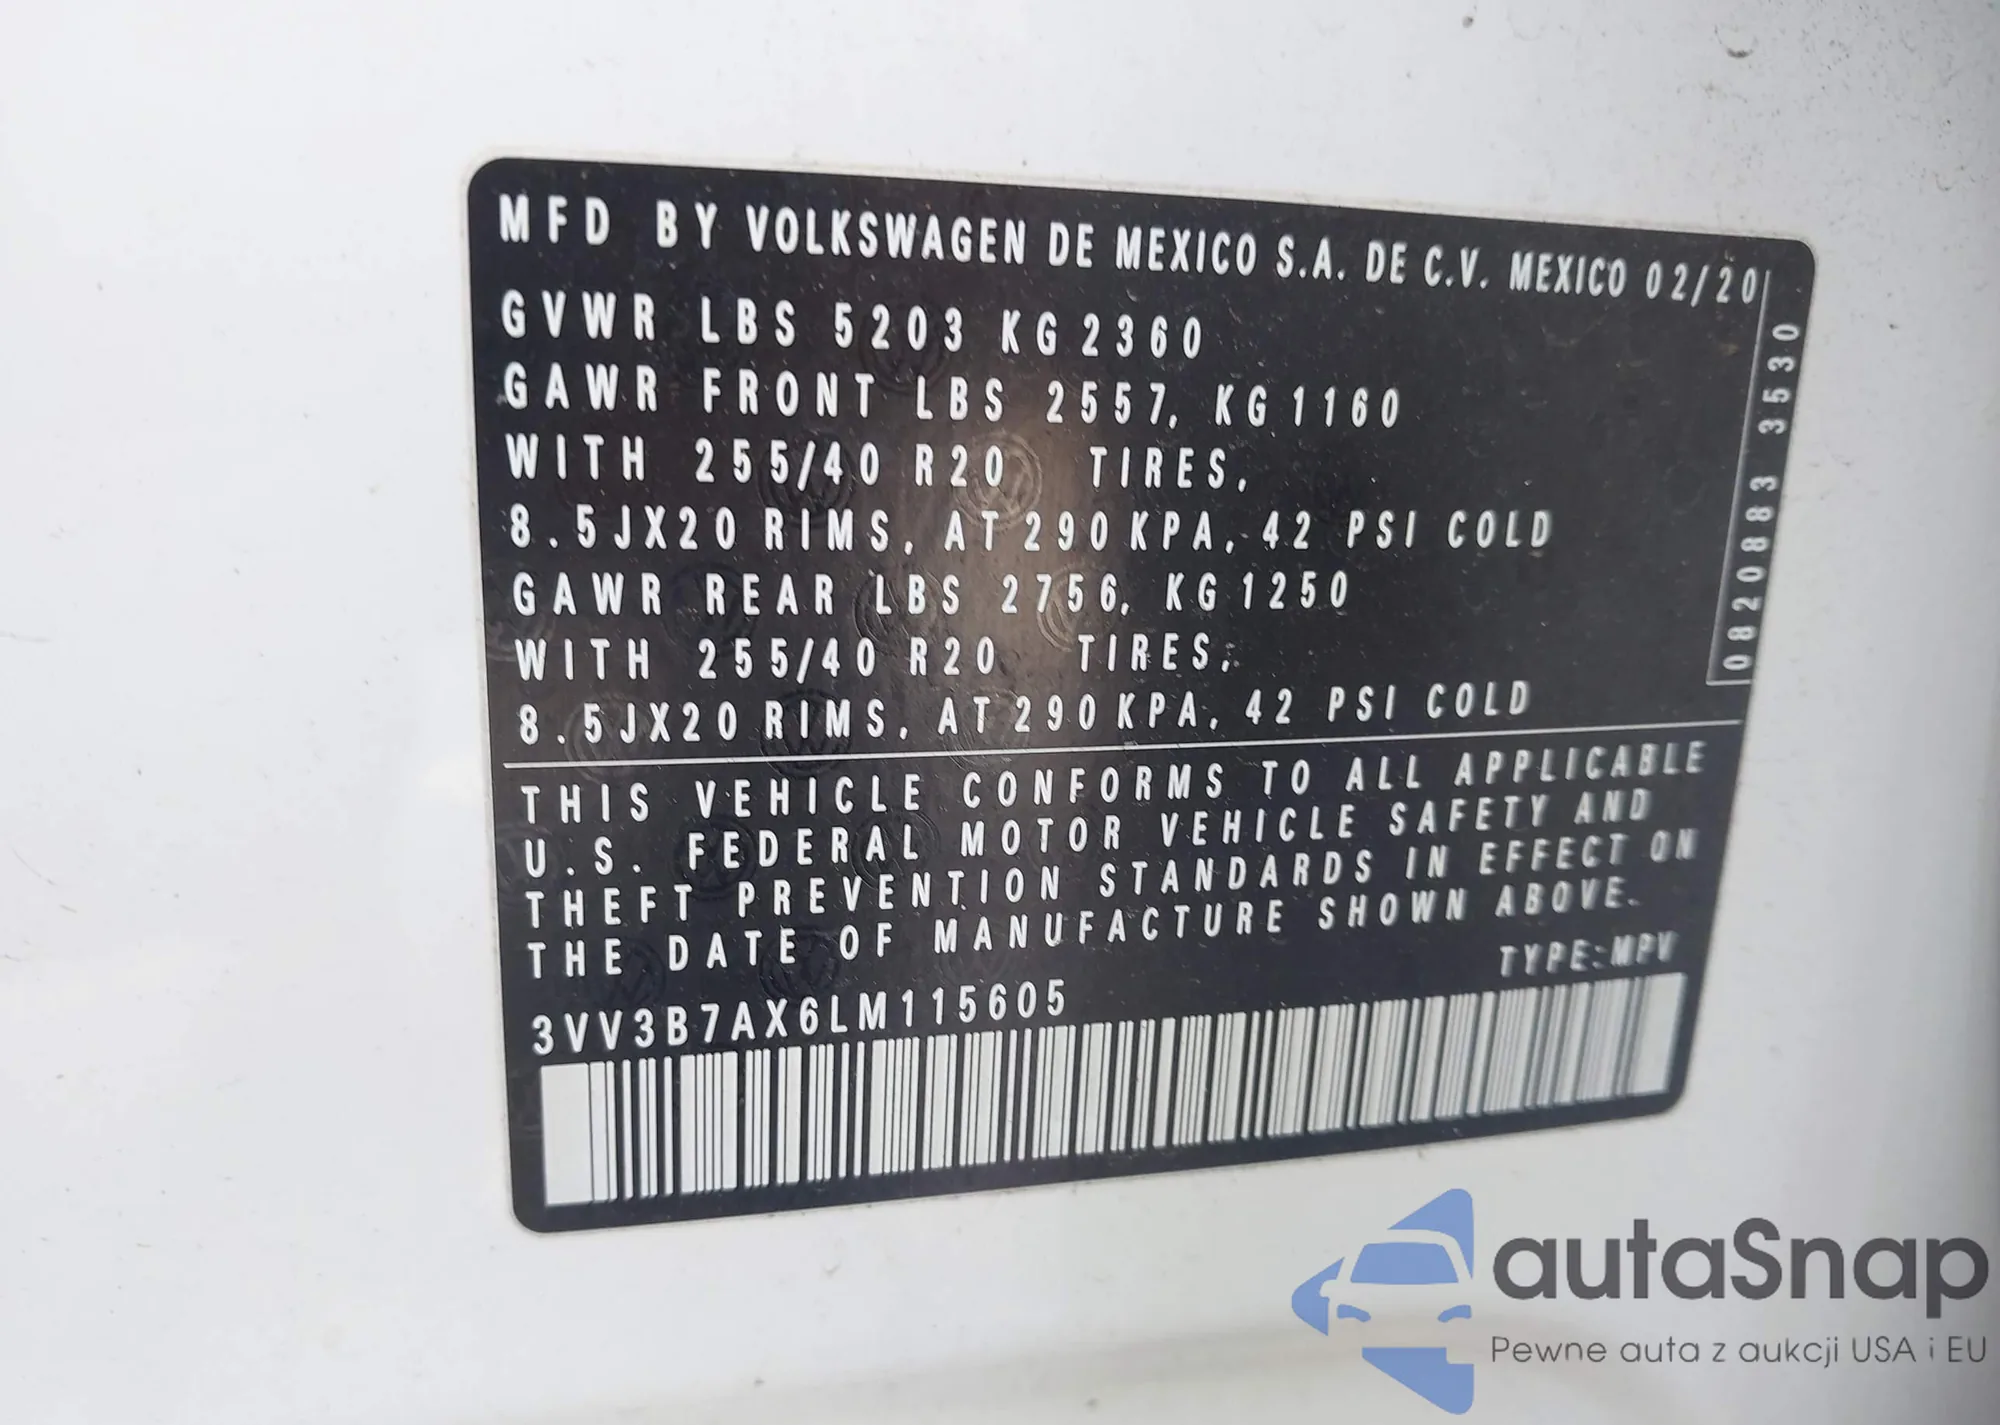 MFD BY VOLKSWAGEN DE MEXICO S.A. DE C.V. MEXICO 02/20
GVWR LBS 5203 KG 2360
GAWR FRONT LBS 2557, KG 1160
WITH 255/40 R20 TIRES,
8.5JX20 RIMS, AT 290 KPA, 42 PSI COLD
GAWR REAR LBS 2756, KG 1250
WITH 255/40 R20 TIRES,
8.5JX20 RIMS, AT 290 KPA, 42 PSI COLD
0820883 3530
THIS VEHICLE CONFORMS TO ALL APPLICABLE
U.S. FEDERAL MOTOR VEHICLE SAFETY AND
THEFT PREVENTION STANDARDS IN EFFECT ON
THE DATE OF MANUFACTURE SHOWN ABOVE.
TYPE:MPV
3VV3B7AX6LM115605
autaSnap
Pewne auta z aukcji USA i EU